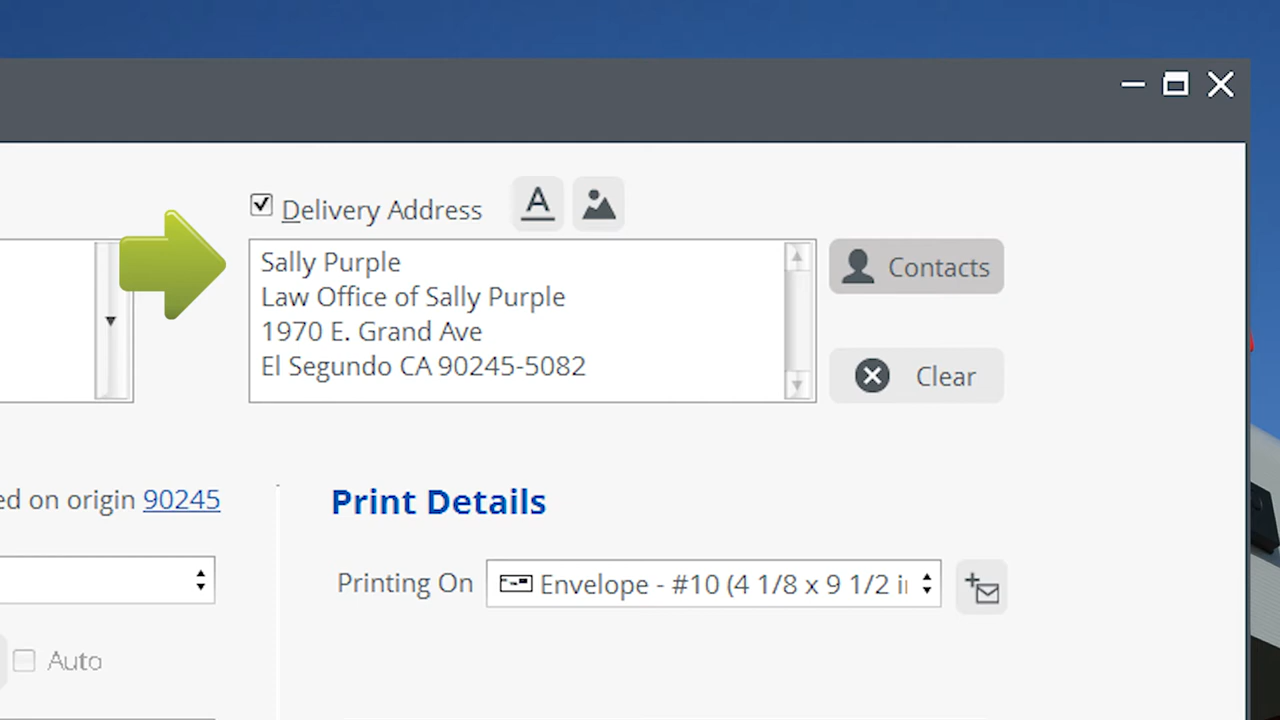 Delivery Address
A
Sally Purple
Law Office of Sally Purple
1970 E. Grand Ave
El Segundo CA 90245-5082
Contacts
Clear
ed on origin 90245
Print Details
Printing On
Envelope - #10 (4 1/8 x 9 1/2 i
Auto